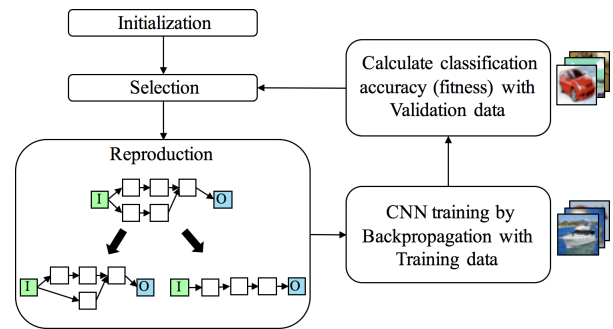 Initialization
Selection
Reproduction
I
O
I
O
I
O
Calculate classification
accuracy (fitness) with
Validation data
CNN training by
Backpropagation with
Training data